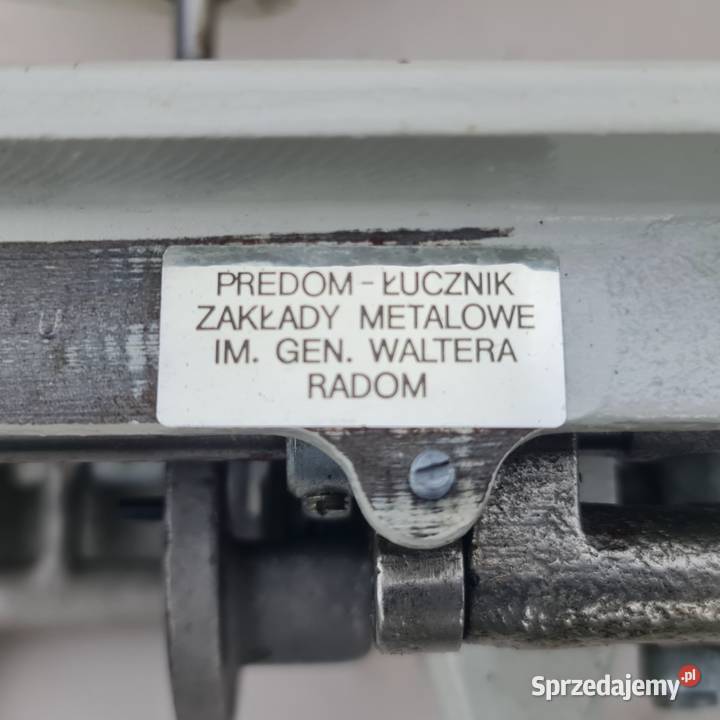 PREDOM-ŁUCZNIK
ZAKŁADY METALOWE
IM. GEN. WALTERA
RADOM
U
Sprzedajemy.pl